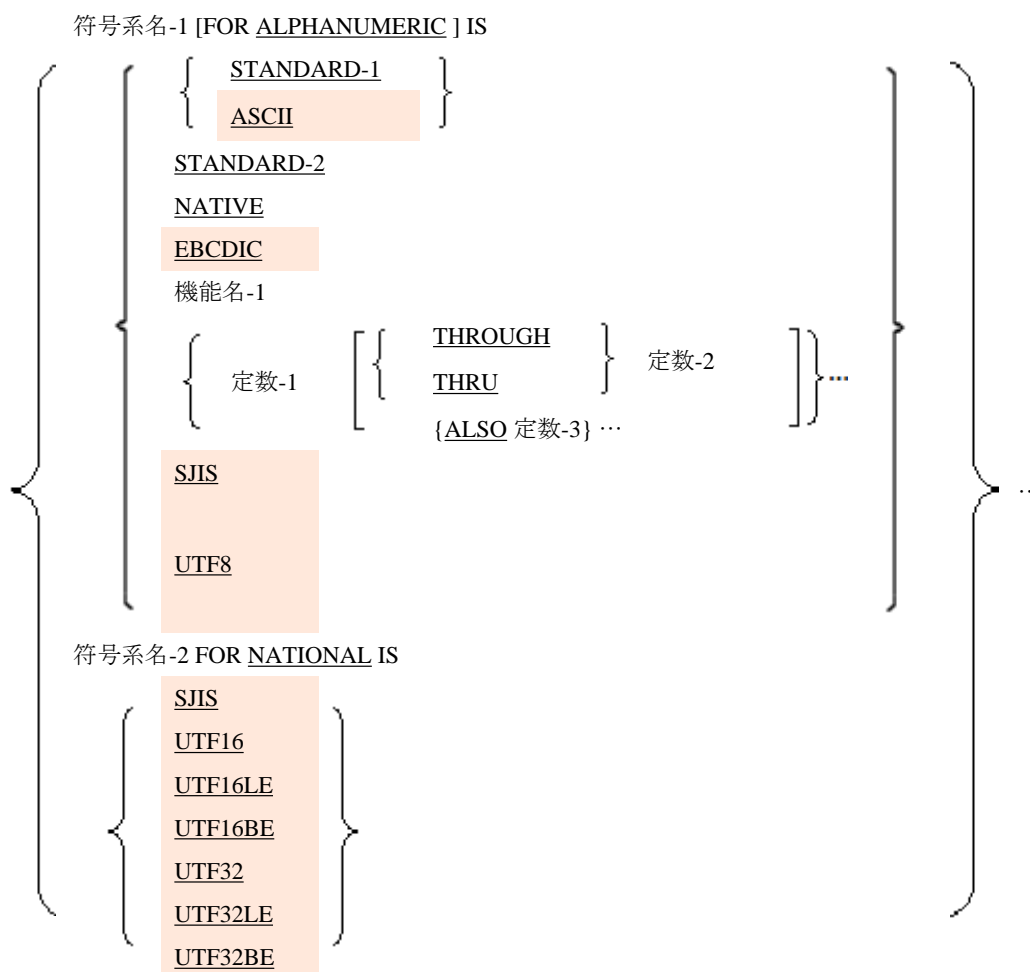 符号系名-1 [FOR ALPHANUMERIC ] IS
STANDARD-1
ASCII
STANDARD-2
NATIVE
EBCDIC
機能名-1
定数-1
THROUGH
THRU
定数-2
…
{ALSO 定数-3} …
SJIS
UTF8
…
符号系名-2 FOR NATIONAL IS
SJIS
UTF16
UTF16LE
UTF16BE
UTF32
UTF32LE
UTF32BE